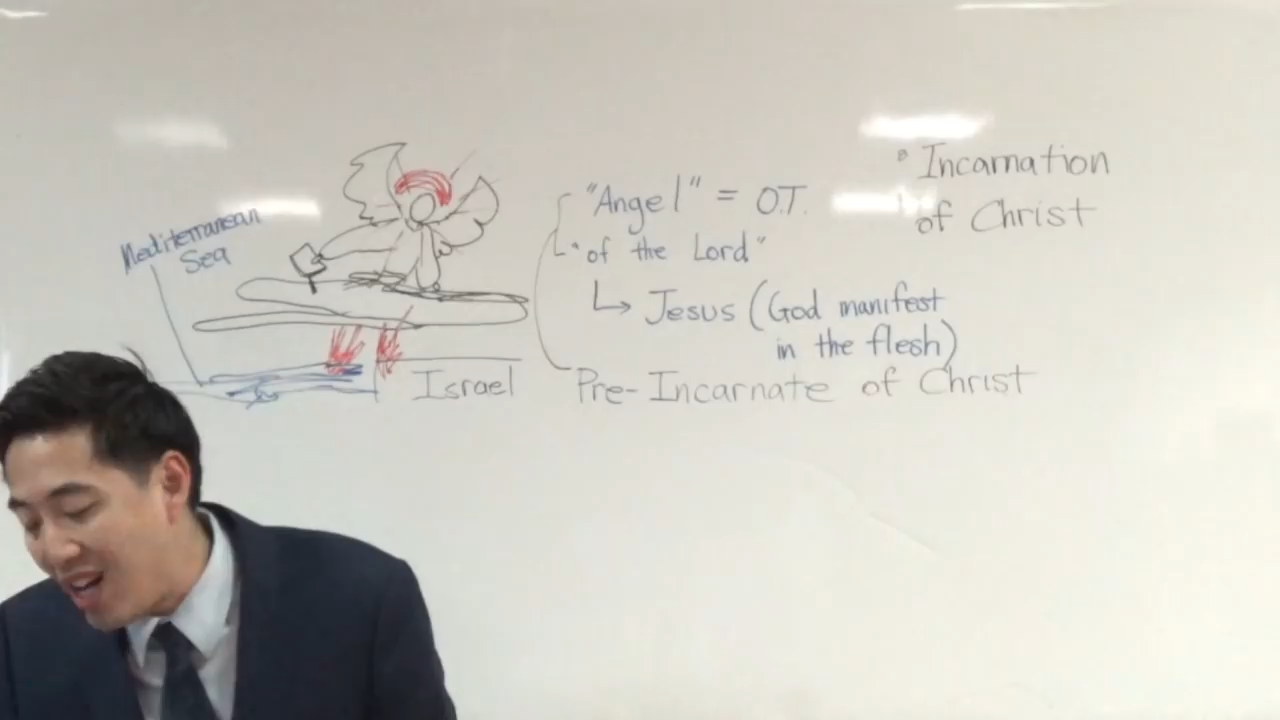 Mediterranean
Sea
Israel
"Angel" = O.T.
"of the Lord"
↳ Jesus (God manifest
in the flesh)
Pre-Incarnate of Christ
° Incarnation
of Christ